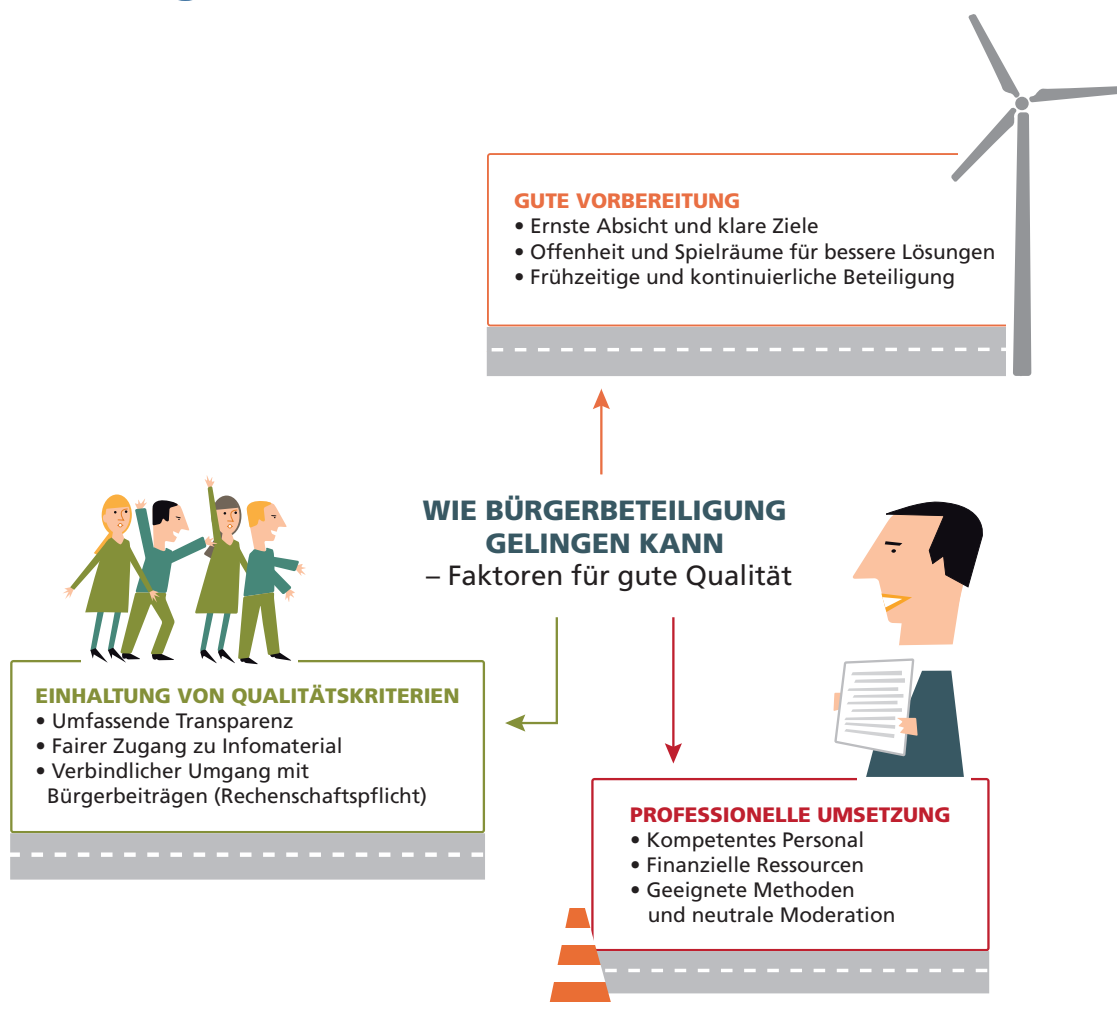 GUTE VORBEREITUNG
• Ernste Absicht und klare Ziele
• Offenheit und Spielräume für bessere Lösungen
• Frühzeitige und kontinuierliche Beteiligung
WIE BÜRGERBETEILIGUNG
GELINGEN KANN
– Faktoren für gute Qualität
EINHALTUNG VON QUALITÄTSKRITERIEN
• Umfassende Transparenz
• Fairer Zugang zu Infomaterial
• Verbindlicher Umgang mit
Bürgerbeiträgen (Rechenschaftspflicht)
PROFESSIONELLE UMSETZUNG
• Kompetentes Personal
• Finanzielle Ressourcen
• Geeignete Methoden
und neutrale Moderation